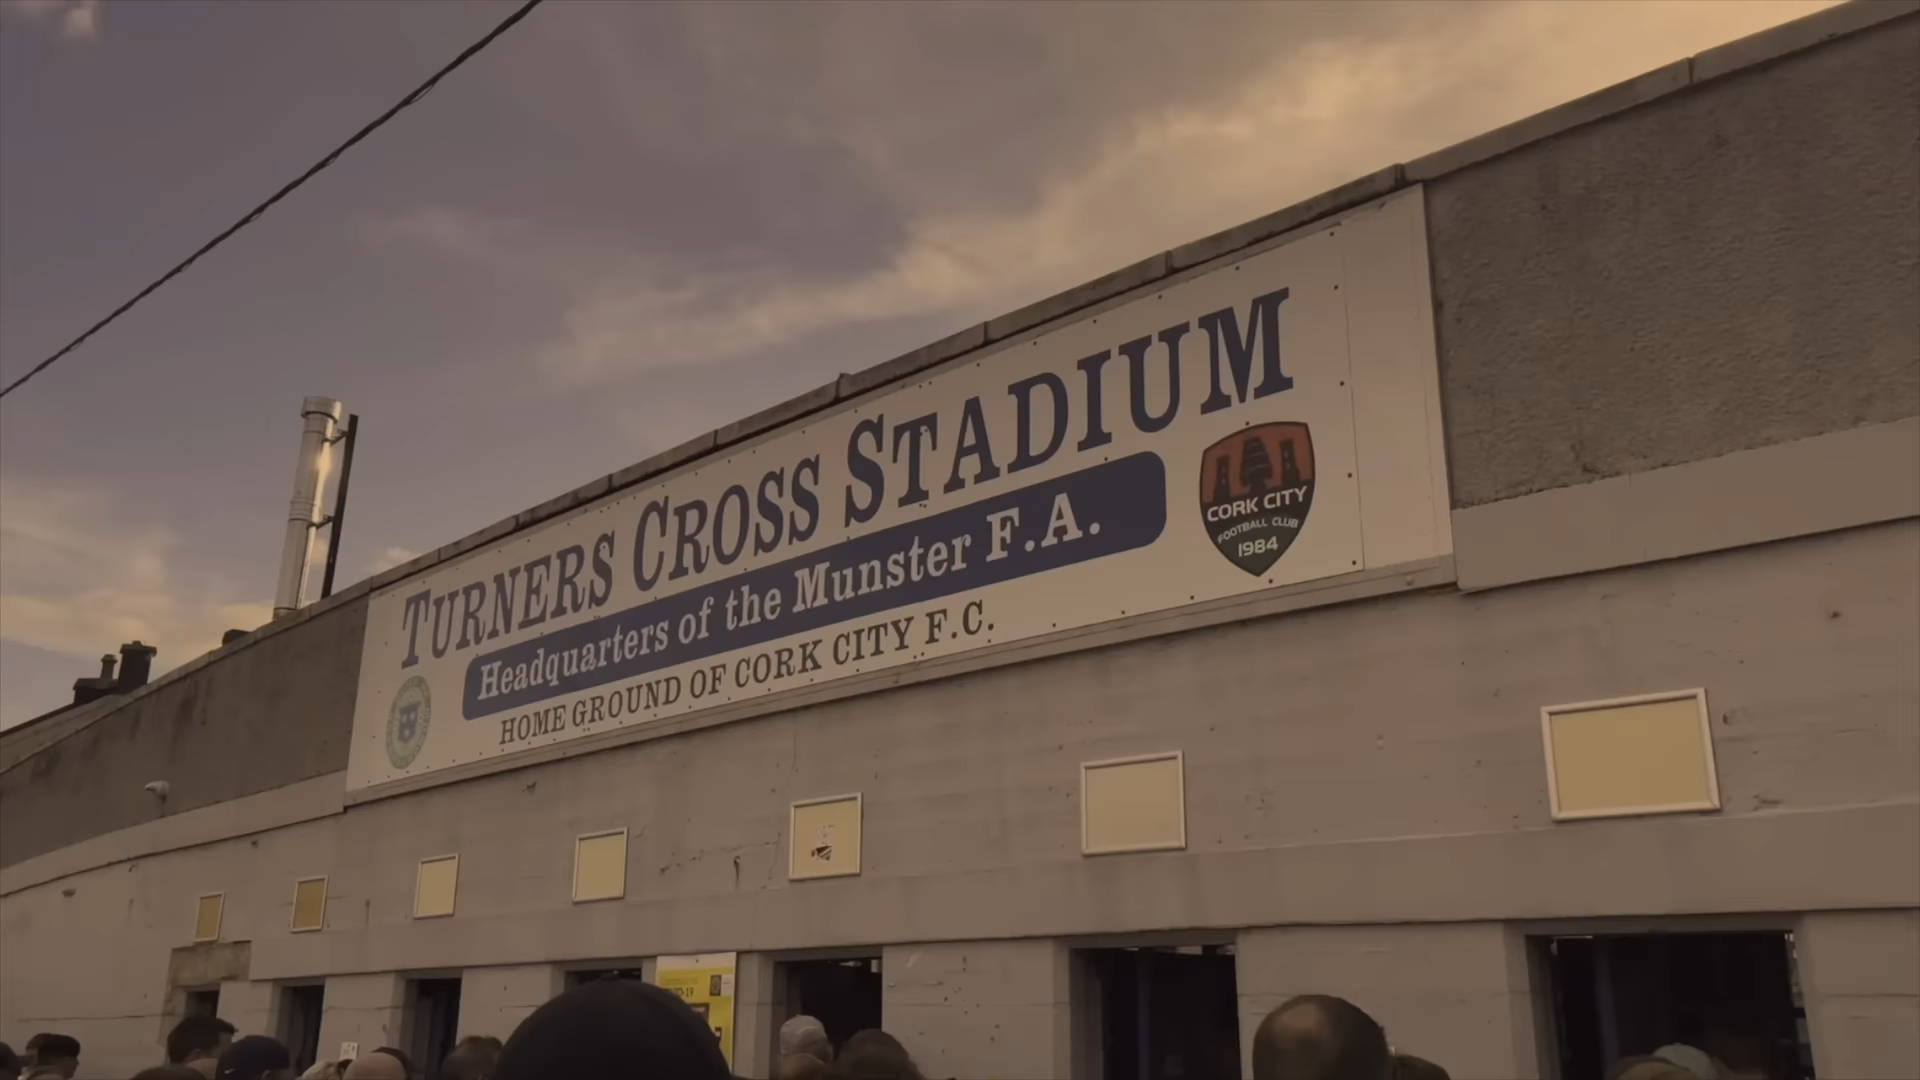 TURNERS CROSS STADIUM
Headquarters of the Munster F.A.
HOME GROUND OF CORK CITY F.C.
CORK CITY
FOOTBALL CLUB
1984